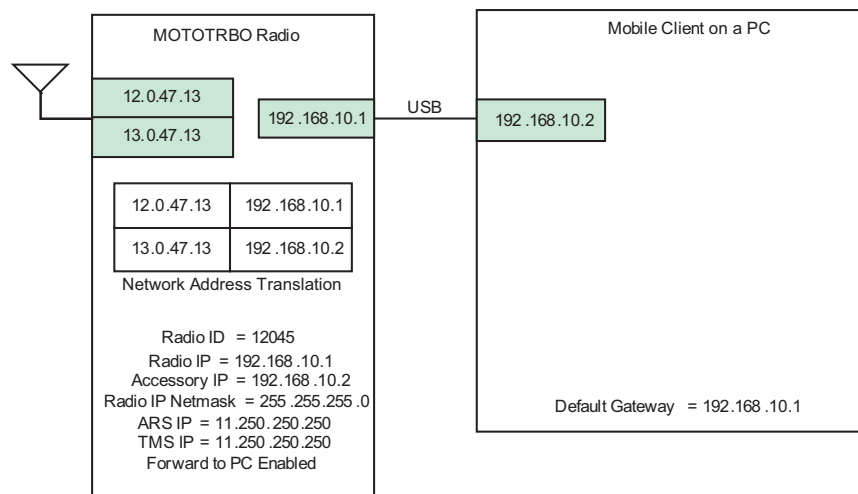 MOTOTRBO Radio
Mobile Client on a PC
12.0.47.13
13.0.47.13
192.168.10.1
USB
192.168.10.2
12.0.47.13 192.168.10.1
13.0.47.13 192.168.10.2
Network Address Translation
Radio ID = 12045
Radio IP = 192.168.10.1
Accessory IP = 192.168.10.2
Radio IP Netmask = 255.255.255.0
ARS IP = 11.250.250.250
TMS IP = 11.250.250.250
Forward to PC Enabled
Default Gateway = 192.168.10.1